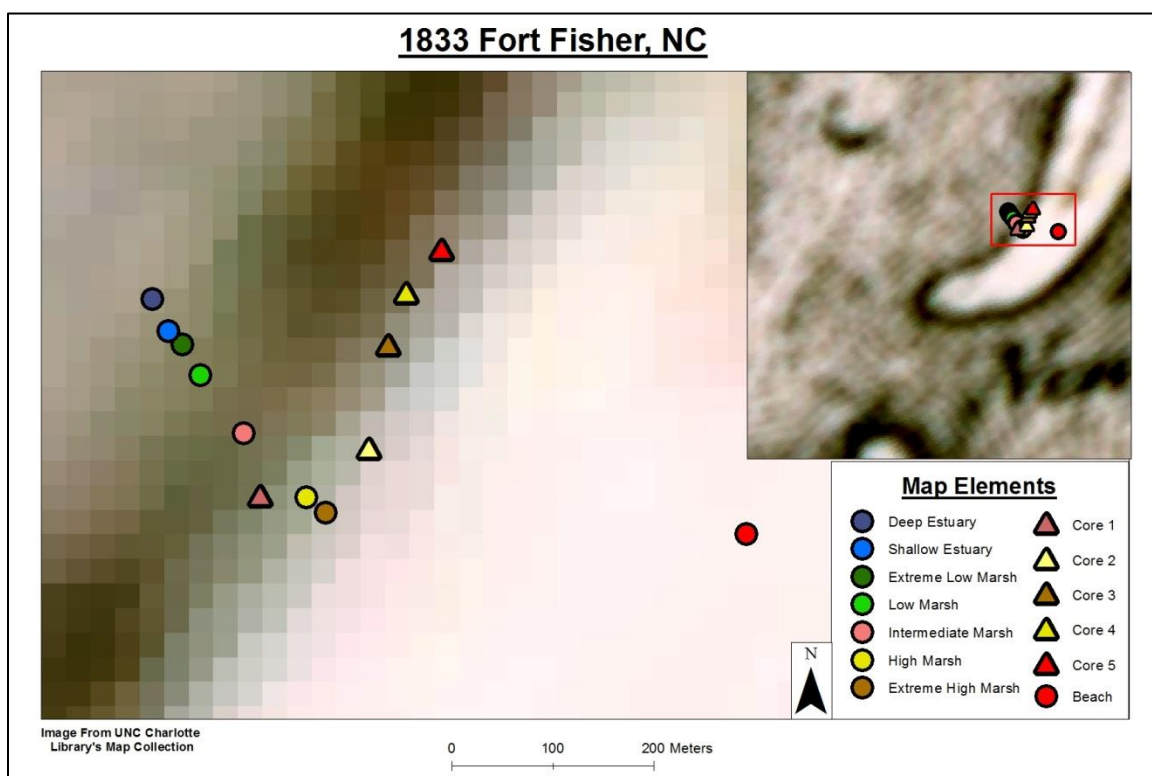 1833 Fort Fisher, NC
Map Elements
Deep Estuary
Shallow Estuary
Extreme Low Marsh
Low Marsh
Intermediate Marsh
High Marsh
Extreme High Marsh
Core 1
Core 2
Core 3
Core 4
Core 5
Beach
N
Image From UNC Charlotte
Library's Map Collection
0 100 200 Meters